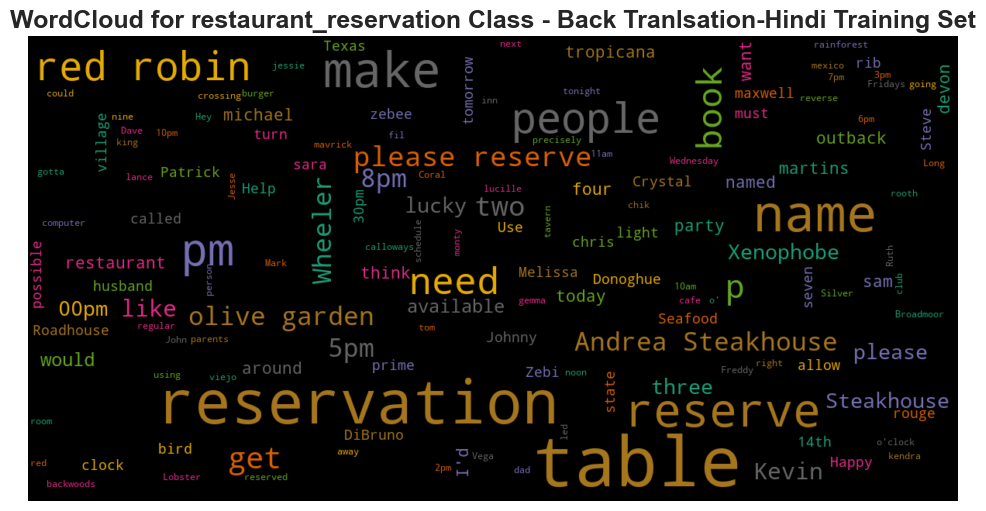 WordCloud for restaurant_reservation Class - Back Tranlsation-Hindi Training Set
Texas next rainforest
red robin jessie make tropicana want mexico rib
7pm 3pm Fridays going
could crossing burger tomorrow tonight book maxwell reverse devon
inn
nine Hey michael zebee people must 6pm Steve
village Dave king 10pm turn fil precisely outback
mavrick 11am
gotta lance Patrick Jesse sara please reserve Wednesday martins Long
Help 8pm Coral lucille four Crystal named rooth
computer called Wheeler 30pm lucky two Use chik name
schedule tavern chris light party
possible restaurant pm person Mark calloways monty Xenophobe Ruth
husband think need Melissa Donoghue seven sam club
00pm like available gemma today 10am cafe o' p Silver
Roadhouse regular olive garden tom Seafood Broadmoor
John parents 5pm Johnny Andrea Steakhouse please
would around prime Zebi noon right allow
using viejo state Freddy three Steakhouse
room reservation reserve rouge
DiBruno led 14th o'clock
red clock bird get away I'd Vega table Kevin Happy kendra
backwoods Lobster reserved 2pm dad